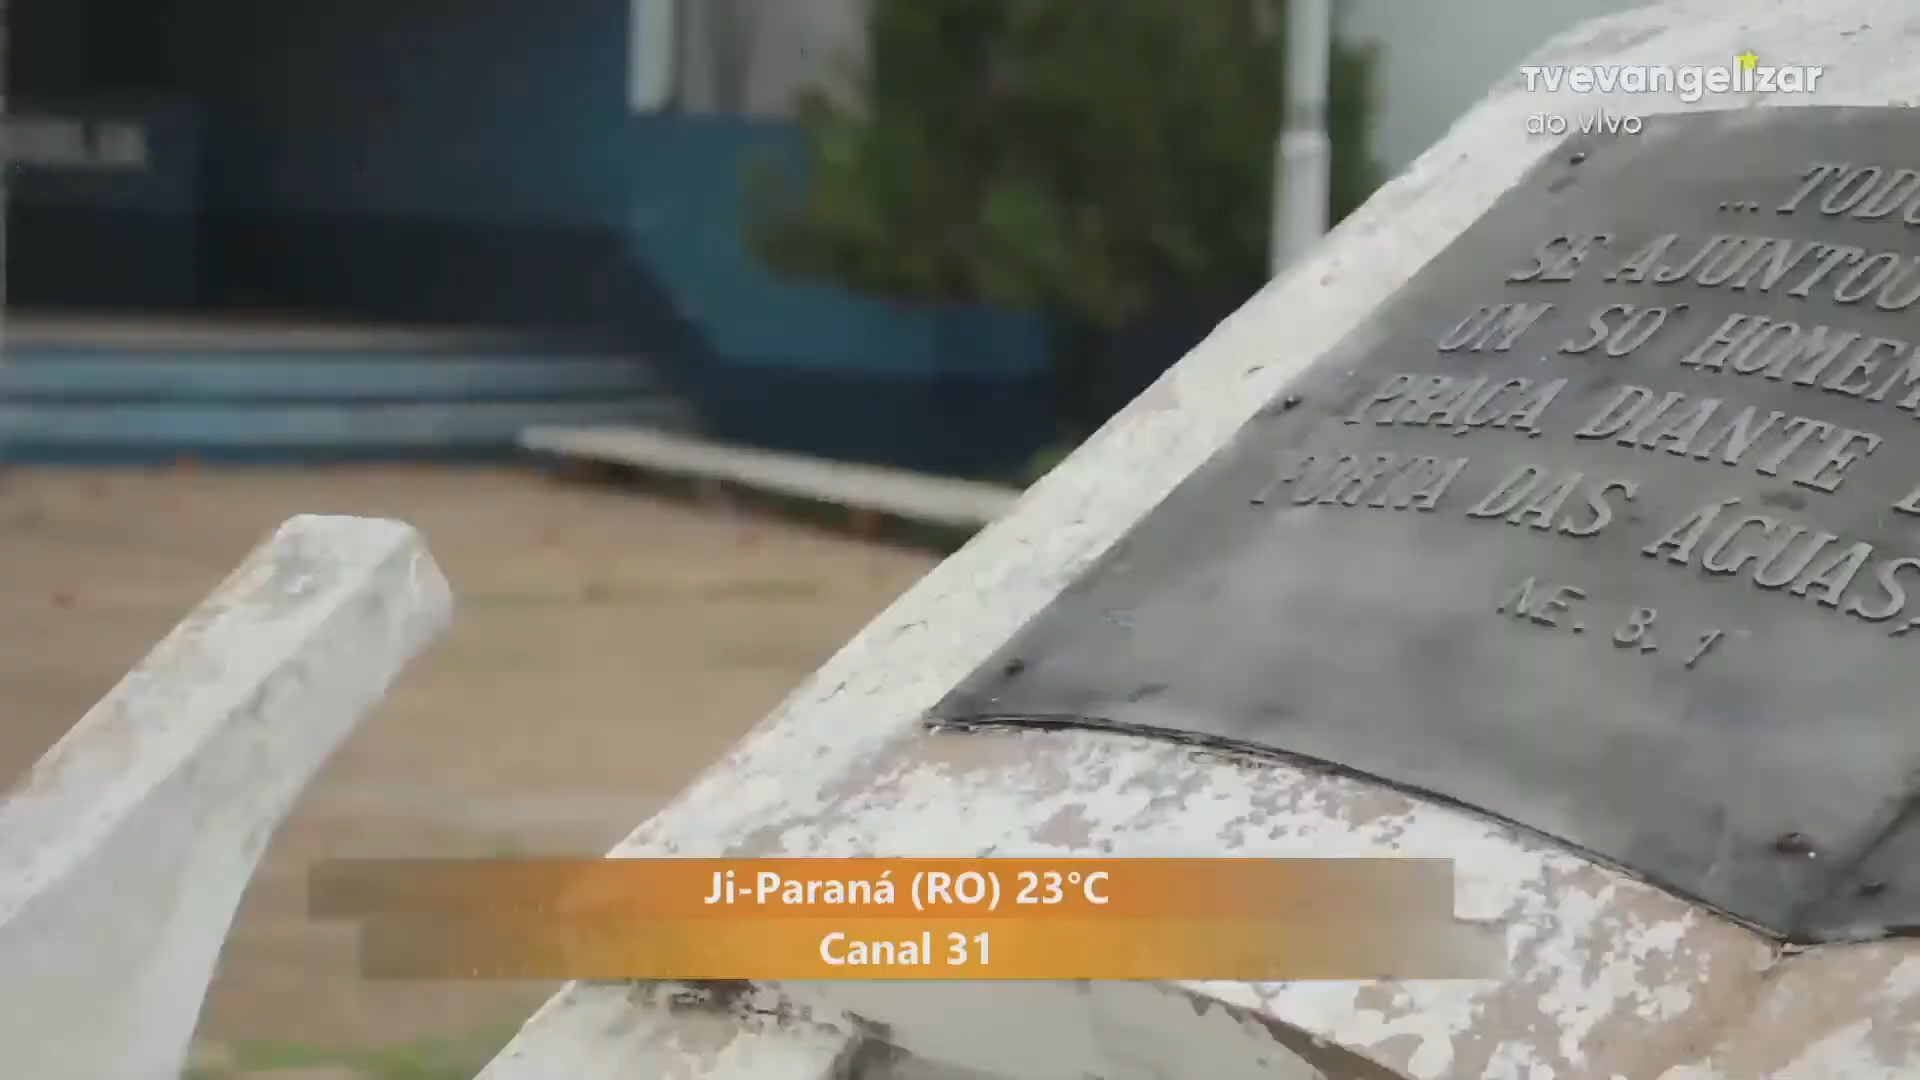 TVevangelizar
ao vivo
... TODO
SE AJUNTOU
UM SÓ HOMEM
PRAÇA, DIANTE
PORTA DAS ÁGUAS,
NE. 8. 1
Ji-Paraná (RO) 23°C
Canal 31